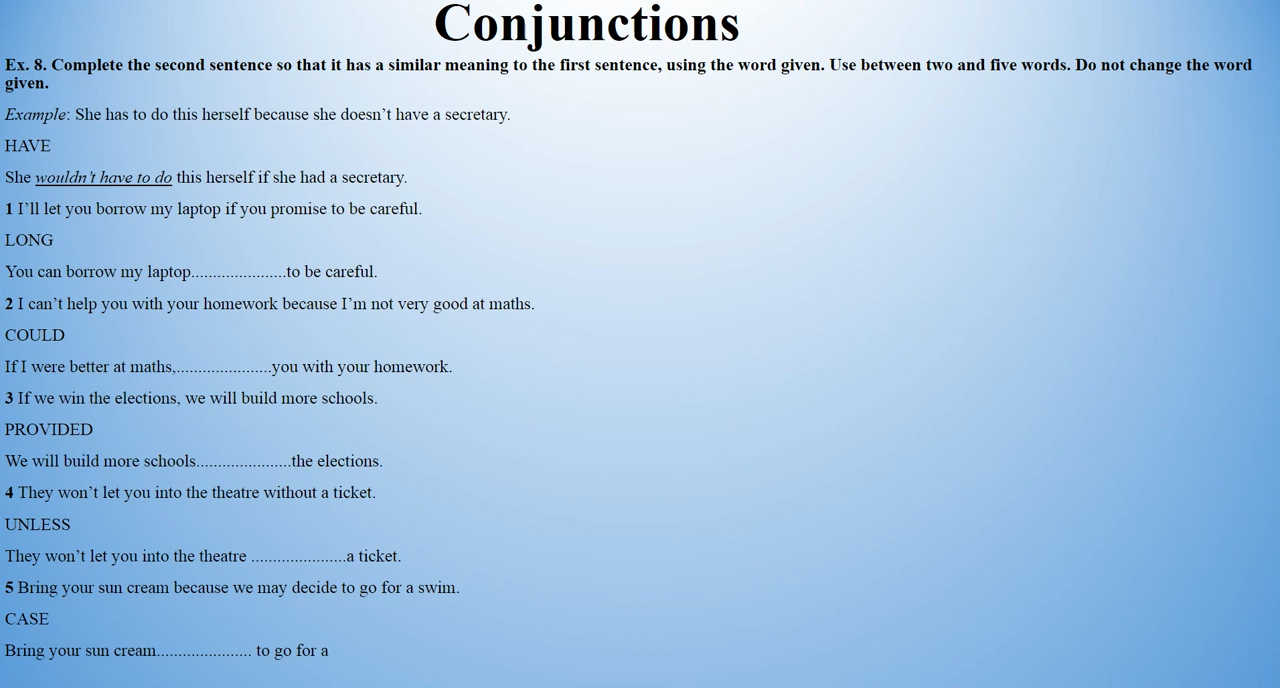 Conjunctions
Ex. 8. Complete the second sentence so that it has a similar meaning to the first sentence, using the word given. Use between two and five words. Do not change the word
given.
Example: She has to do this herself because she doesn’t have a secretary.
HAVE
She wouldn’t have to do this herself if she had a secretary.
1 I’ll let you borrow my laptop if you promise to be careful.
LONG
You can borrow my laptop......................to be careful.
2 I can’t help you with your homework because I’m not very good at maths.
COULD
If I were better at maths,......................you with your homework.
3 If we win the elections, we will build more schools.
PROVIDED
We will build more schools......................the elections.
4 They won’t let you into the theatre without a ticket.
UNLESS
They won’t let you into the theatre ......................a ticket.
5 Bring your sun cream because we may decide to go for a swim.
CASE
Bring your sun cream...................... to go for a